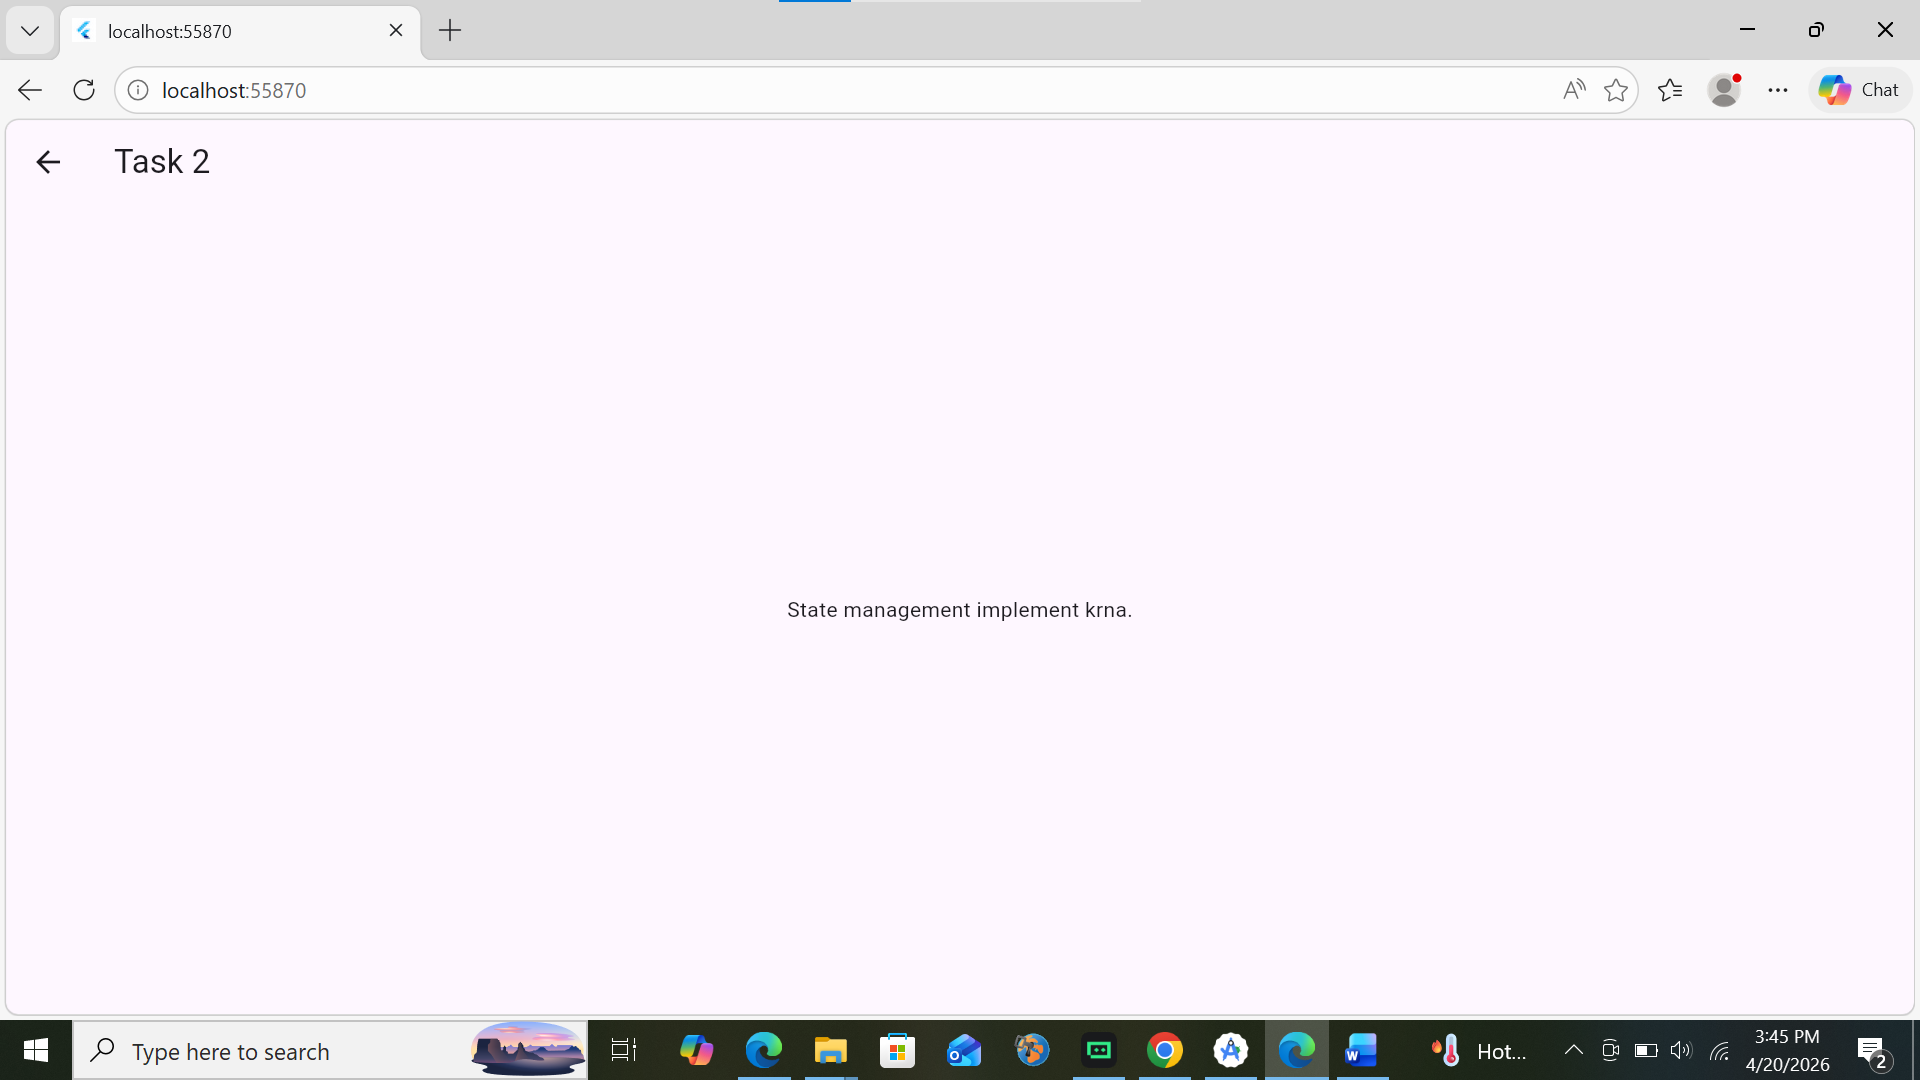 localhost:55870
localhost:55870
Chat
Task 2
State management implement krna.
Type here to search
Hot...
3:45 PM
4/20/2026
2